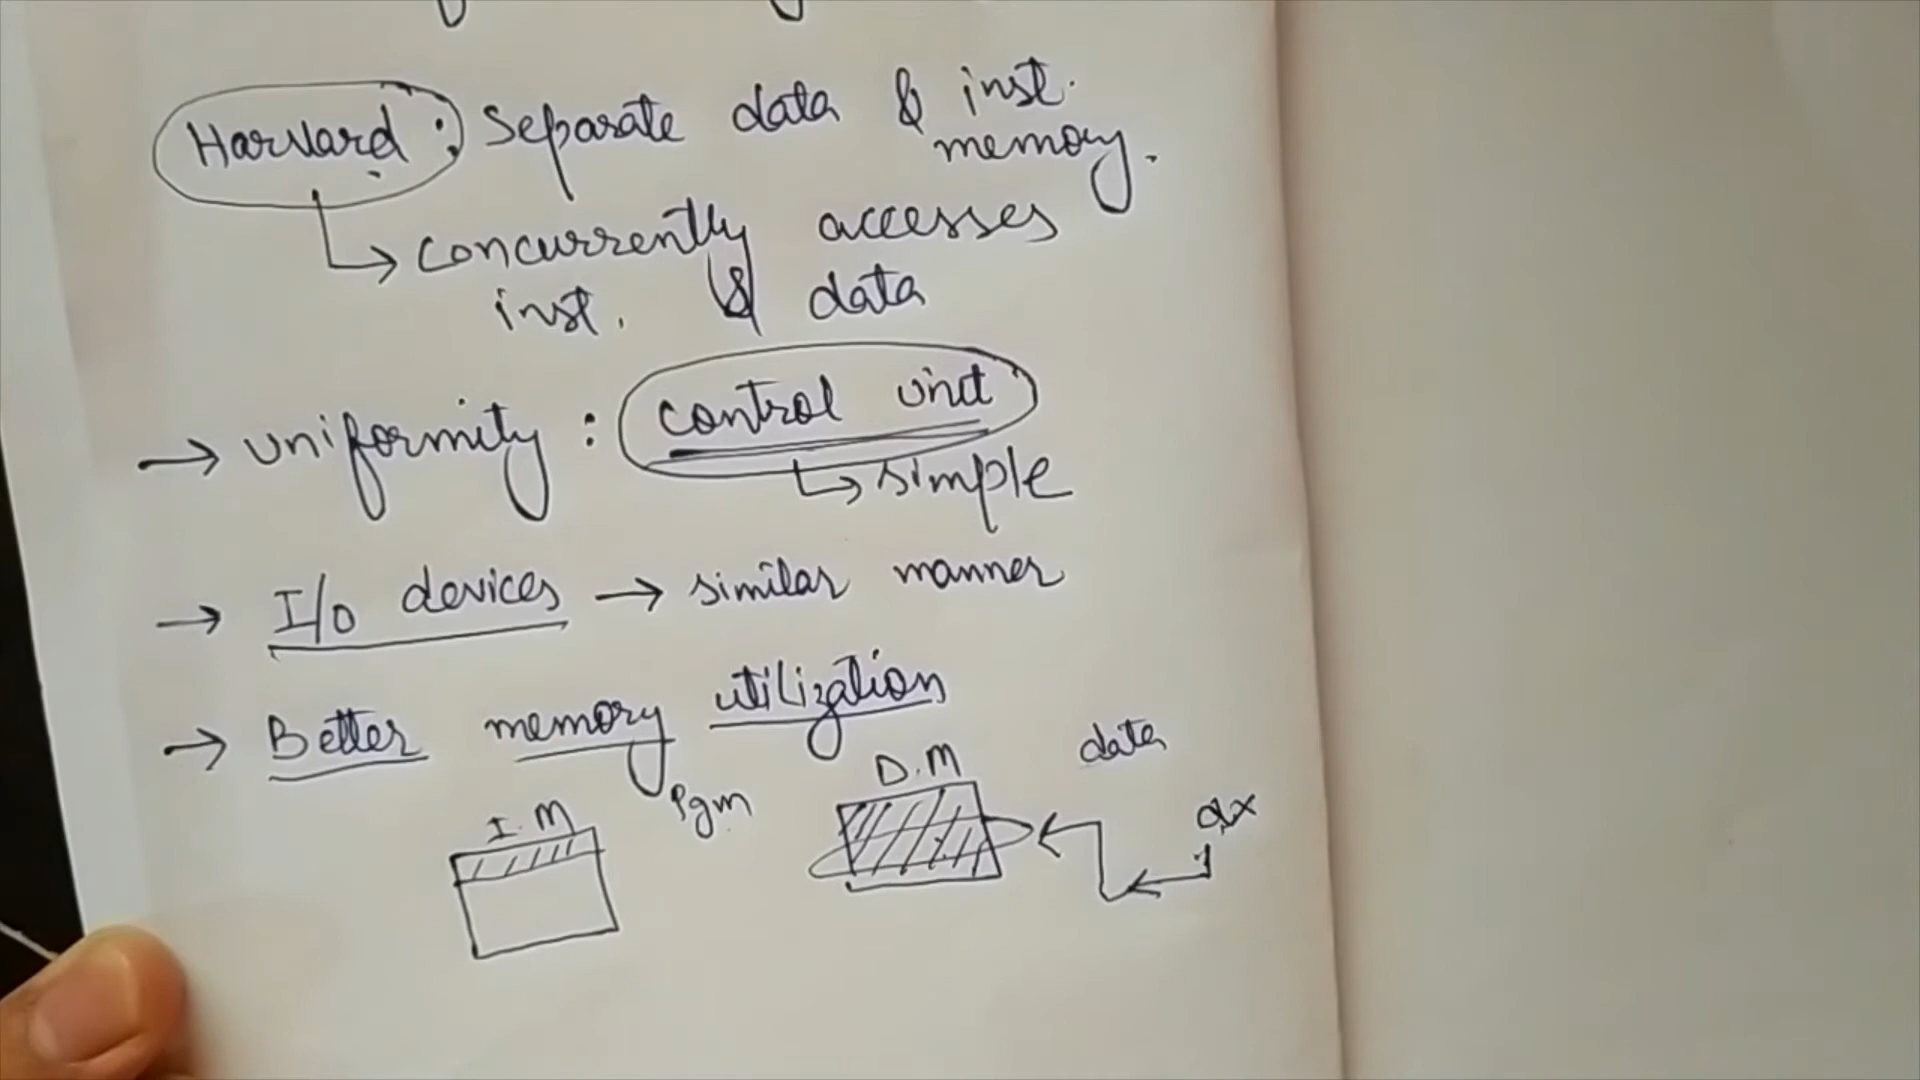 Harvard : Separate data & inst.
memory.
↳ concurrently accesses
inst. & data
→ uniformity : control unit
↳ simple
→ I/o devices → similar manner
→ Better memory utilization
I.M Pgm D.M data